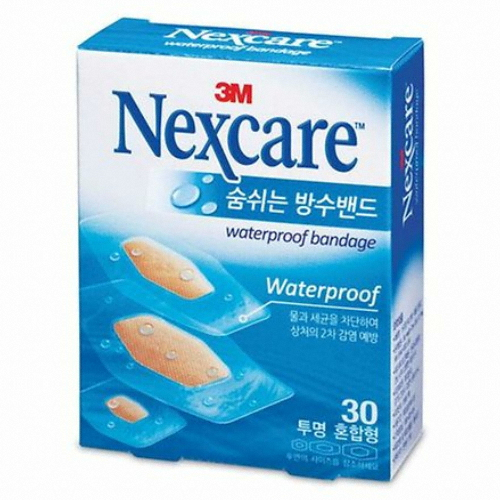 Nexcare™
waterproof bandage
3M
Nexcare™
숨쉬는 방수밴드
waterproof bandage
Waterproof
물과 세균을 차단하여
상처의 2차 감염 예방
30
투명 혼합형
Nexcare